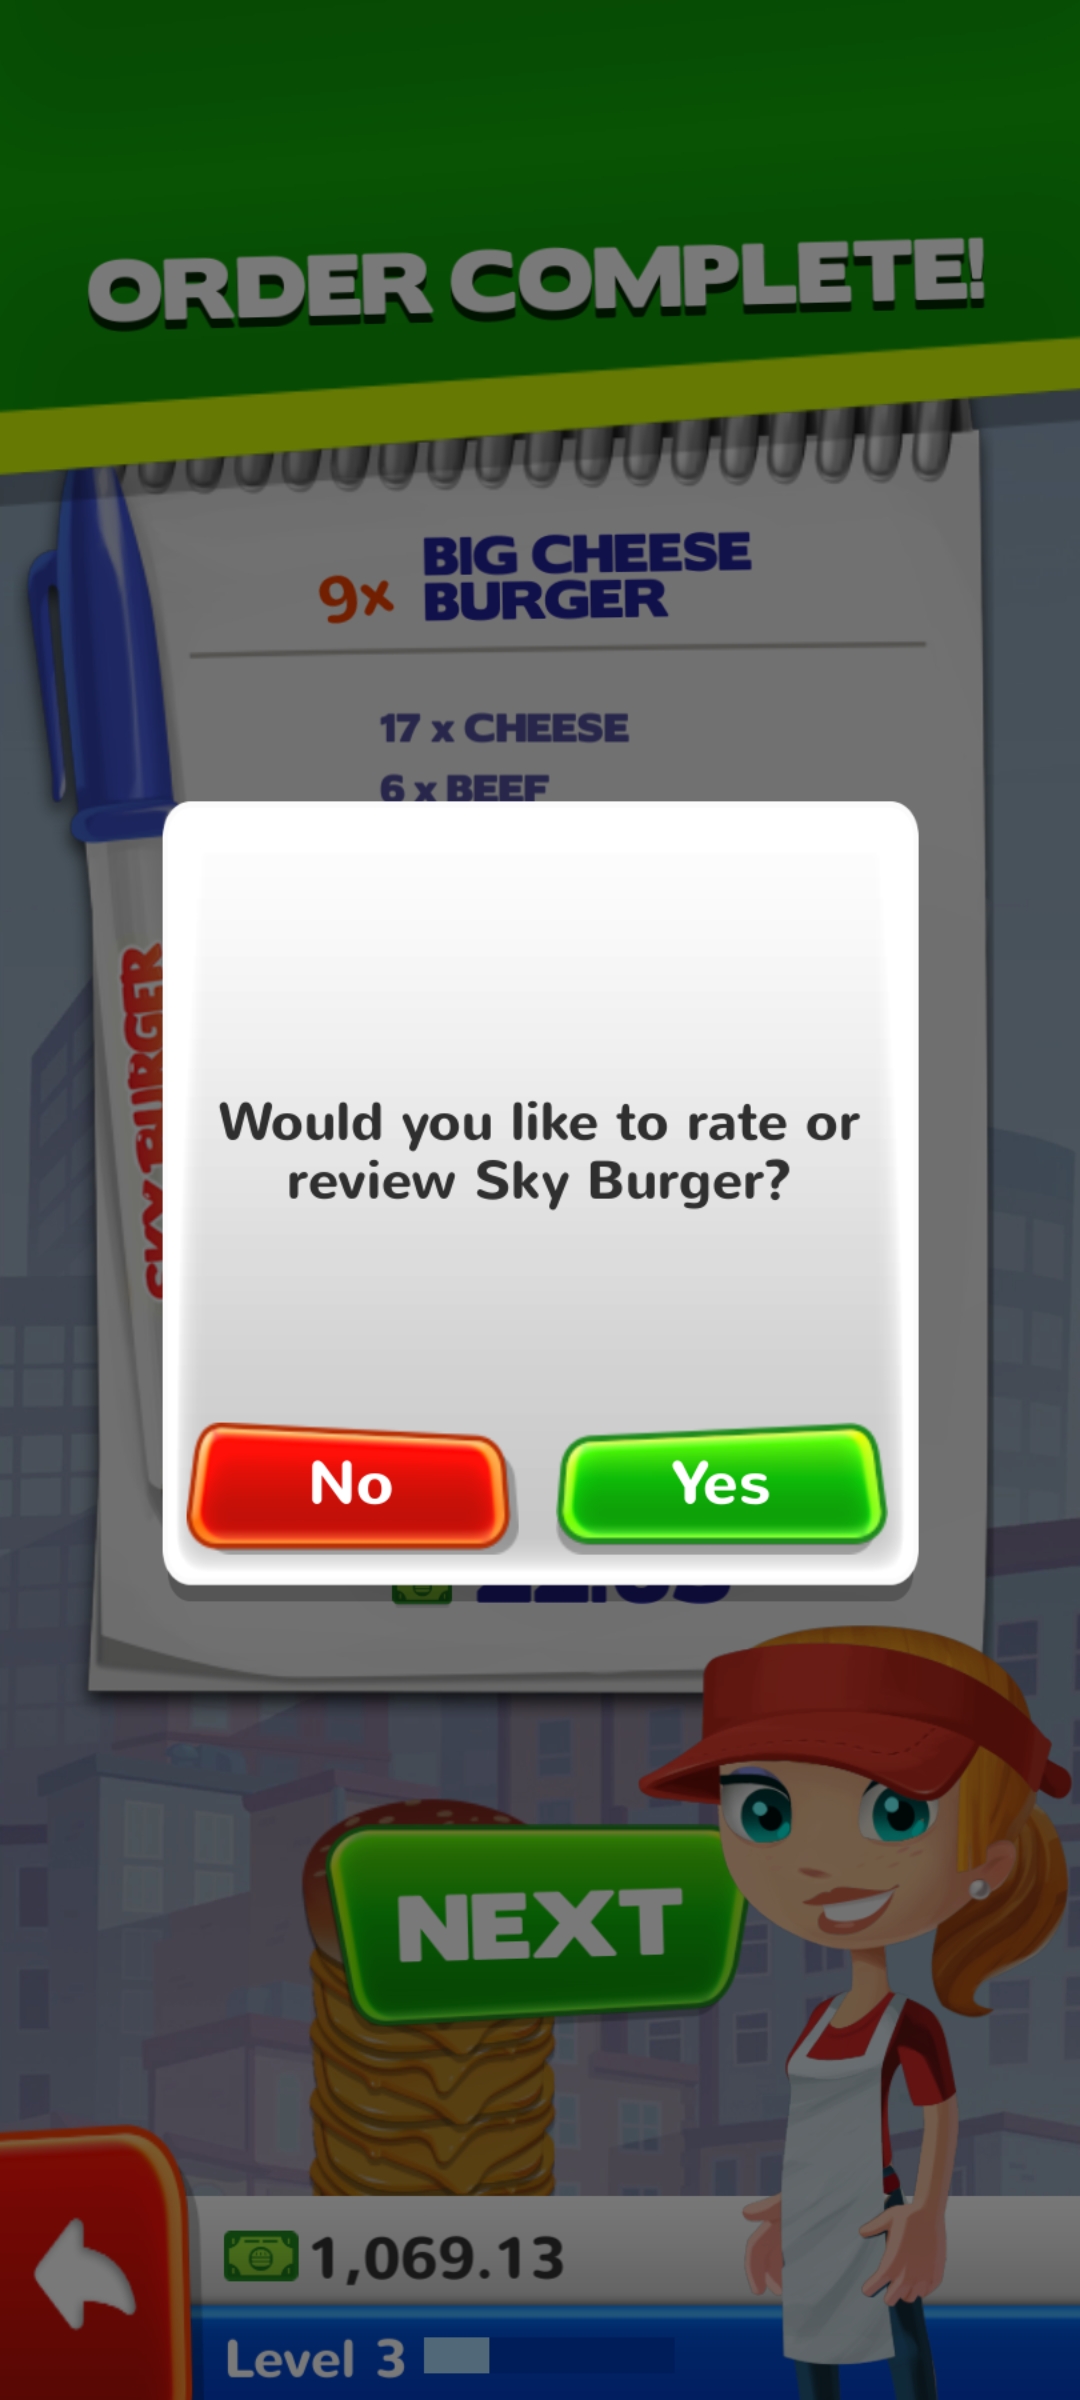 ORDER COMPLETE!
9x
BIG CHEESE
BURGER
17 x CHEESE
6 x BEEF
SKY BURGER
Would you like to rate or
review Sky Burger?
No
Yes
NEXT
1,069.13
Level 3